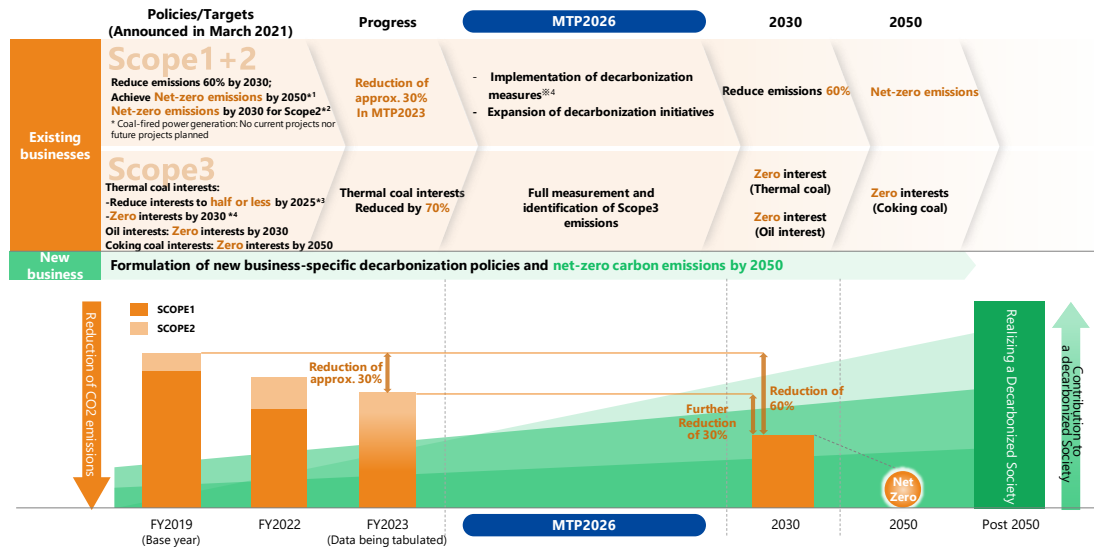 Policies/Targets
(Announced in March 2021)
Progress
MTP2026
2030
2050
Existing
businesses
Scope1+2
Reduce emissions 60% by 2030;
Achieve Net-zero emissions by 2050*1
Net-zero emissions by 2030 for Scope2*2
* Coal-fired power generation: No current projects nor
future projects planned
Reduction of
approx. 30%
In MTP2023
- Implementation of decarbonization
measures※4
- Expansion of decarbonization initiatives
Reduce emissions 60%
Net-zero emissions
Scope3
Thermal coal interests:
-Reduce interests to half or less by 2025*3
-Zero interests by 2030 *4
Oil interests: Zero interests by 2030
Coking coal interests: Zero interests by 2050
Thermal coal interests
Reduced by 70%
Full measurement and
identification of Scope3
emissions
Zero interest
(Thermal coal)
Zero interest
(Oil interest)
Zero interests
(Coking coal)
New
business
Formulation of new business-specific decarbonization policies and net-zero carbon emissions by 2050
Reduction of CO2 emissions
SCOPE1
SCOPE2
Reduction of
approx. 30%
Further
Reduction
of 30%
Reduction of
60%
Net
Zero
Realizing a Decarbonized Society
Contribution to
a decarbonized Society
FY2019
(Base year)
FY2022
FY2023
(Data being tabulated)
MTP2026
2030
2050
Post 2050